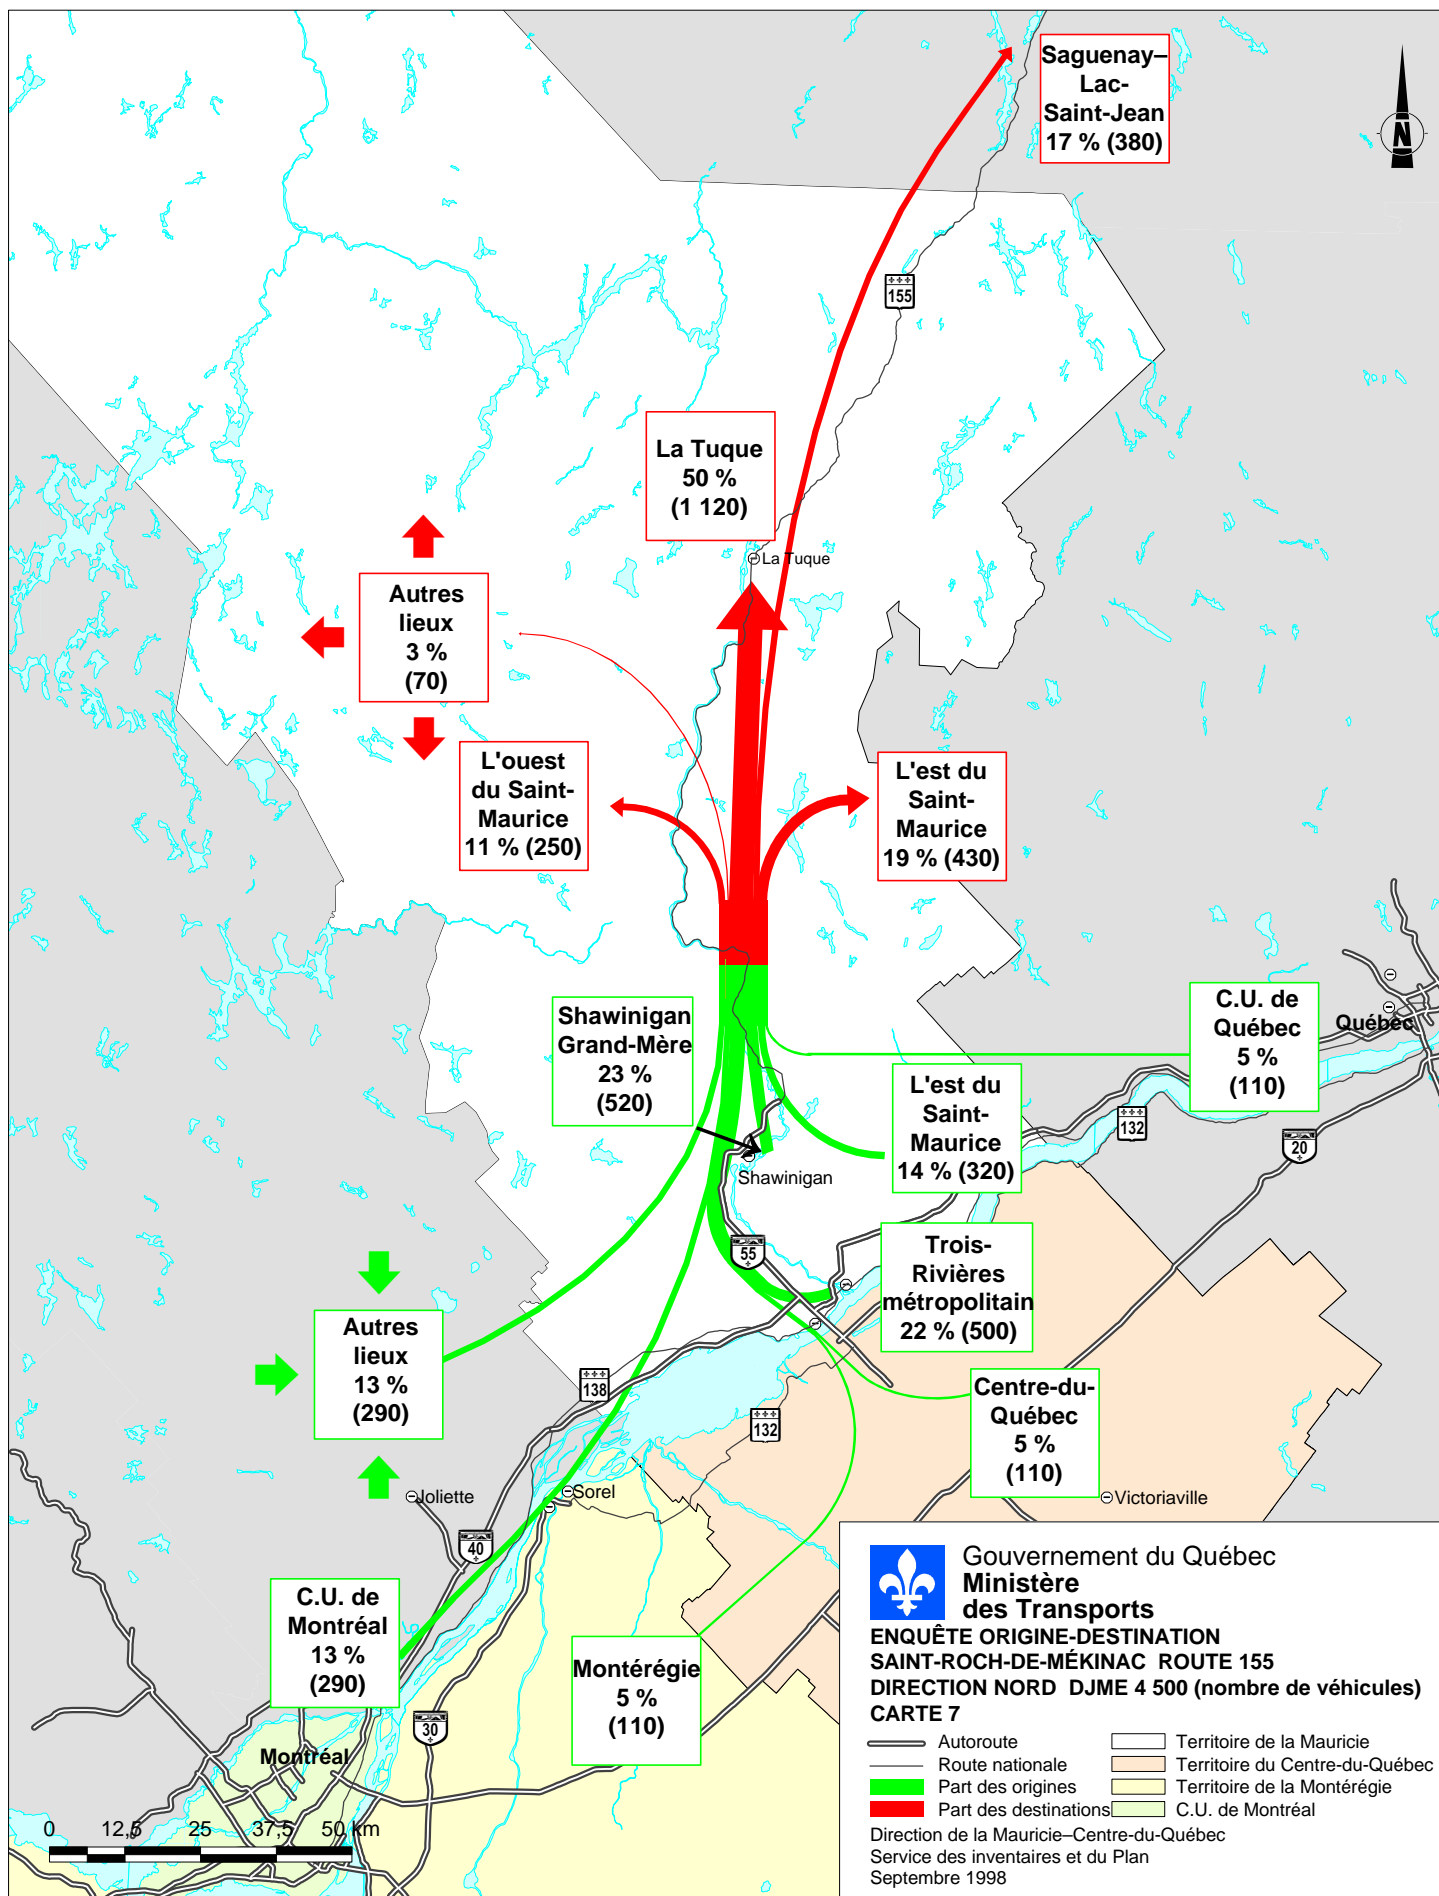 Saguenay–
Lac-
Saint-Jean
17 % (380)
N
155
La Tuque
50 %
(1 120)
La Tuque
Autres
lieux
3 %
(70)
L'ouest
du Saint-
Maurice
11 % (250)
L'est du
Saint-
Maurice
19 % (430)
C.U. de
Québec
5 %
(110)
Québec
Shawinigan
Grand-Mère
23 %
(520)
L'est du
Saint-
Maurice
14 % (320)
132
20
Shawinigan
55
Trois-
Rivières
métropolitain
22 % (500)
Autres
lieux
13 %
(290)
138
132
Centre-du-
Québec
5 %
(110)
Joliette
Sorel
Victoriaville
40
C.U. de
Montréal
13 %
(290)
Montérégie
5 %
(110)
30
Montréal
0 12,5 25 37,5 50 km
Gouvernement du Québec
Ministère
des Transports
ENQUÊTE ORIGINE-DESTINATION
SAINT-ROCH-DE-MÉKINAC ROUTE 155
DIRECTION NORD DJME 4 500 (nombre de véhicules)
CARTE 7
Autoroute
Route nationale
Part des origines
Part des destinations
Territoire de la Mauricie
Territoire du Centre-du-Québec
Territoire de la Montérégie
C.U. de Montréal
Direction de la Mauricie–Centre-du-Québec
Service des inventaires et du Plan
Septembre 1998